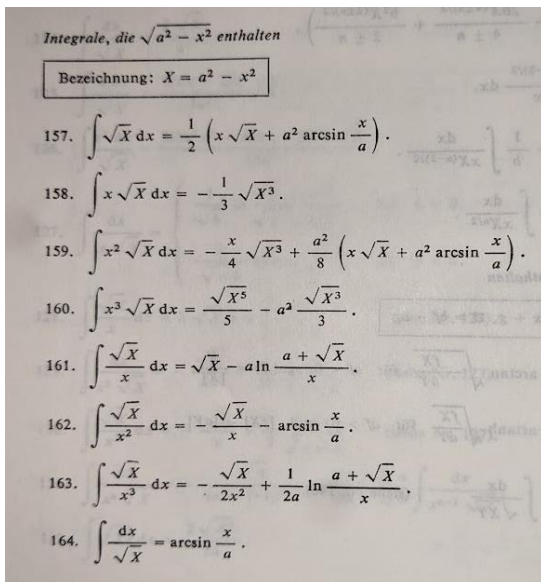 Integrale, die √(a² − x²) enthalten
Bezeichnung: X = a² − x²
157. ∫ √X dx = 1/2 (x √X + a² arcsin x/a) .
158. ∫ x √X dx = − 1/3 √X³ .
159. ∫ x² √X dx = − x/4 √X³ + a²/8 (x √X + a² arcsin x/a) .
160. ∫ x³ √X dx = √X⁵/5 − a² √X³/3 .
161. ∫ √X/x dx = √X − a ln (a + √X)/x .
162. ∫ √X/x² dx = − √X/x − arcsin x/a .
163. ∫ √X/x³ dx = − √X/2x² + 1/2a ln (a + √X)/x .
164. ∫ dx/√X = arcsin x/a .